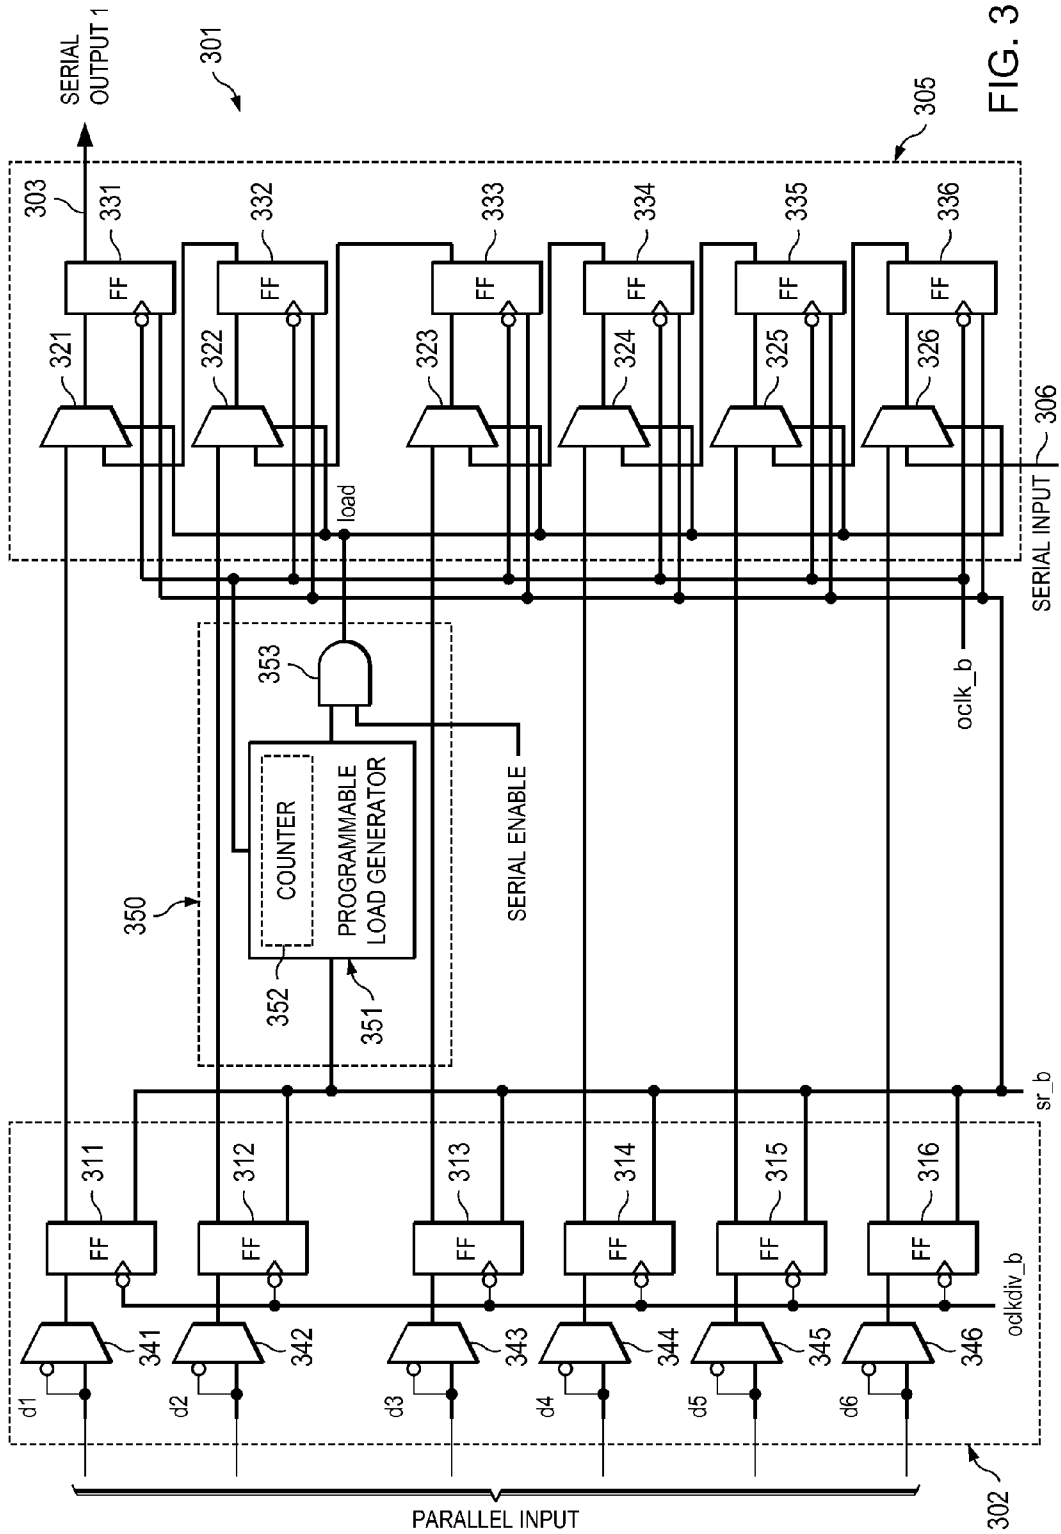 FIG. 3
301
SERIAL
OUTPUT 1
303
305
331
332
333
334
335
336
FF
FF
FF
FF
FF
FF
321
322
323
324
325
326
306
SERIAL INPUT
load
oclk_b
350
353
COUNTER
PROGRAMMABLE
LOAD GENERATOR
352
351
SERIAL ENABLE
sr_b
311
312
313
314
315
316
FF
FF
FF
FF
FF
FF
oclkdiv_b
341
342
343
344
345
346
d1
d2
d3
d4
d5
d6
302
PARALLEL INPUT